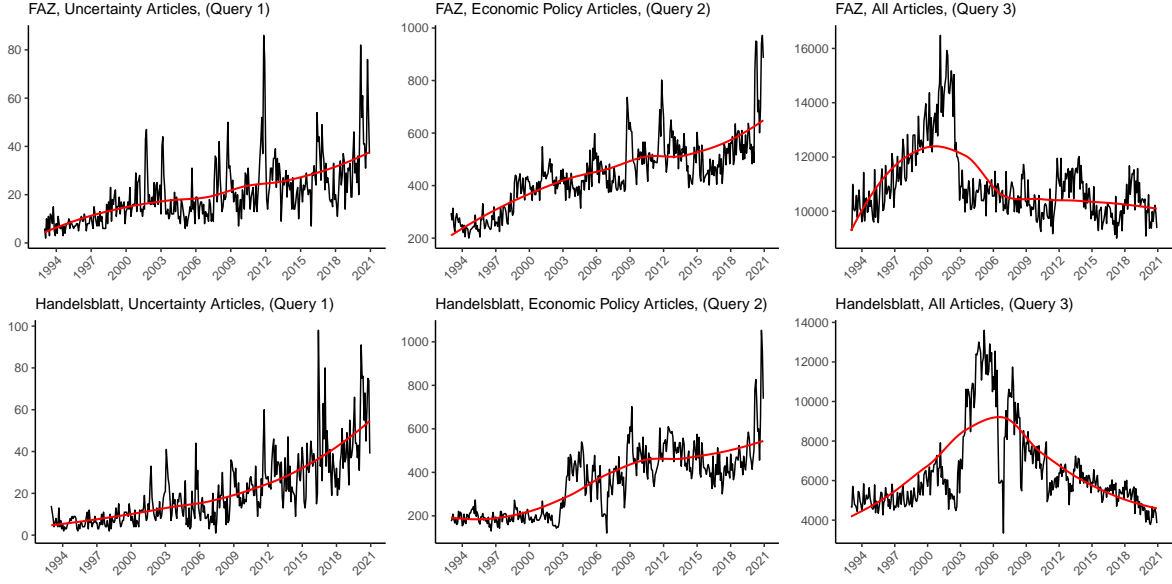 FAZ, Uncertainty Articles, (Query 1)
80
60
40
20
0
1994 1997 2000 2003 2006 2009 2012 2015 2018 2021
FAZ, Economic Policy Articles, (Query 2)
1000
800
600
400
200
1994 1997 2000 2003 2006 2009 2012 2015 2018 2021
FAZ, All Articles, (Query 3)
16000
14000
12000
10000
1994 1997 2000 2003 2006 2009 2012 2015 2018 2021
Handelsblatt, Uncertainty Articles, (Query 1)
100
80
60
40
20
0
1994 1997 2000 2003 2006 2009 2012 2015 2018 2021
Handelsblatt, Economic Policy Articles, (Query 2)
1000
800
600
400
200
1994 1997 2000 2003 2006 2009 2012 2015 2018 2021
Handelsblatt, All Articles, (Query 3)
14000
12000
10000
8000
6000
4000
1994 1997 2000 2003 2006 2009 2012 2015 2018 2021